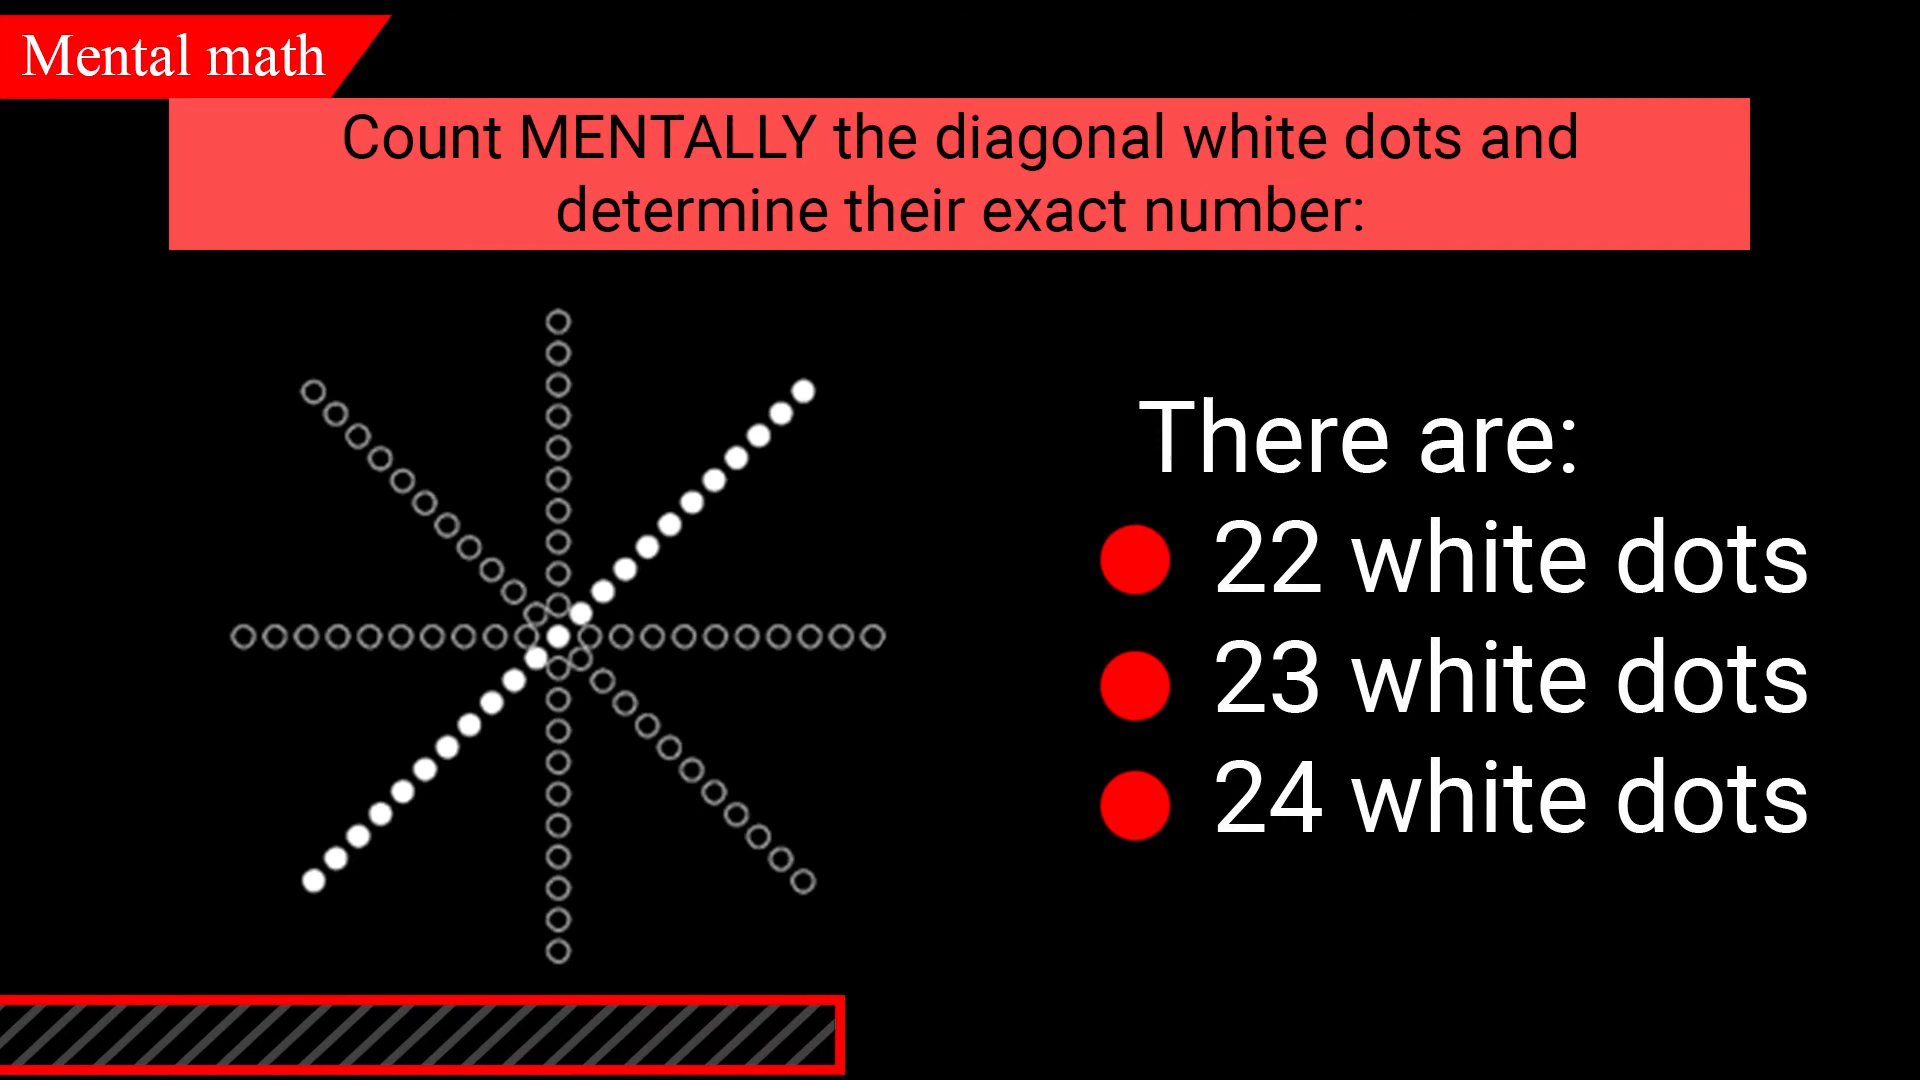 Mental math
Count MENTALLY the diagonal white dots and
determine their exact number:
There are:
22 white dots
23 white dots
24 white dots